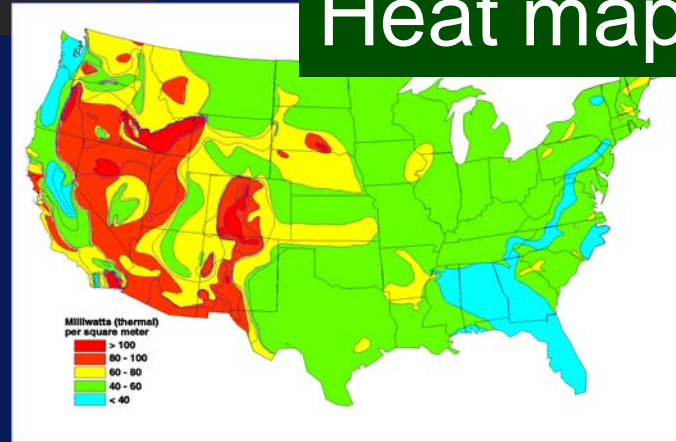 Heat map
Milliwatts (thermal)
per square meter
> 100
80 - 100
60 - 80
40 - 60
< 40